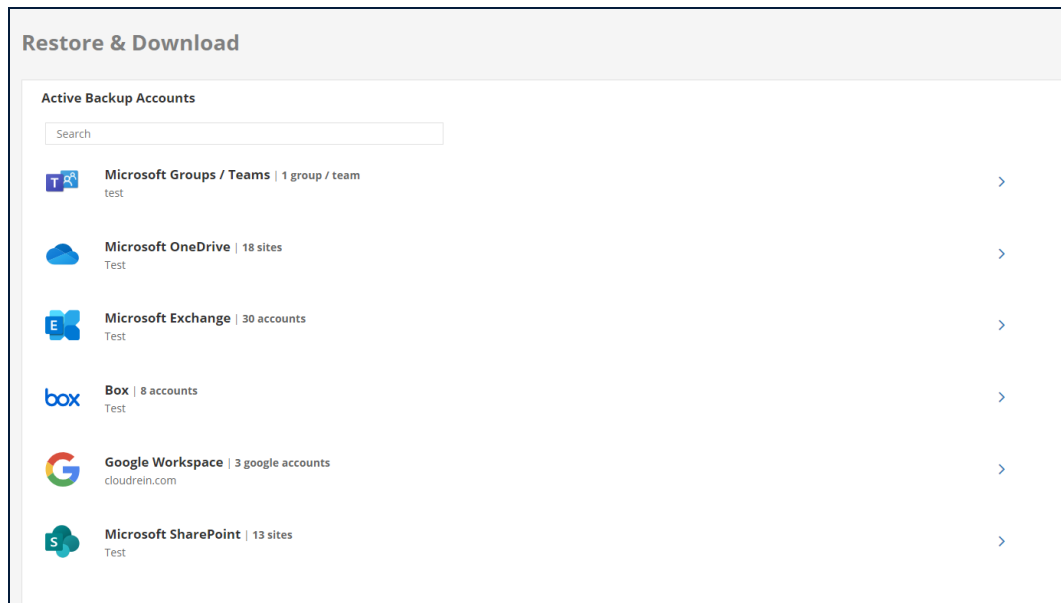 Restore & Download
Active Backup Accounts
Search
T
Microsoft Groups / Teams | 1 group / team
test
Microsoft OneDrive | 18 sites
Test
E
Microsoft Exchange | 30 accounts
Test
box
Box | 8 accounts
Test
G
Google Workspace | 3 google accounts
cloudrein.com
S
Microsoft SharePoint | 13 sites
Test